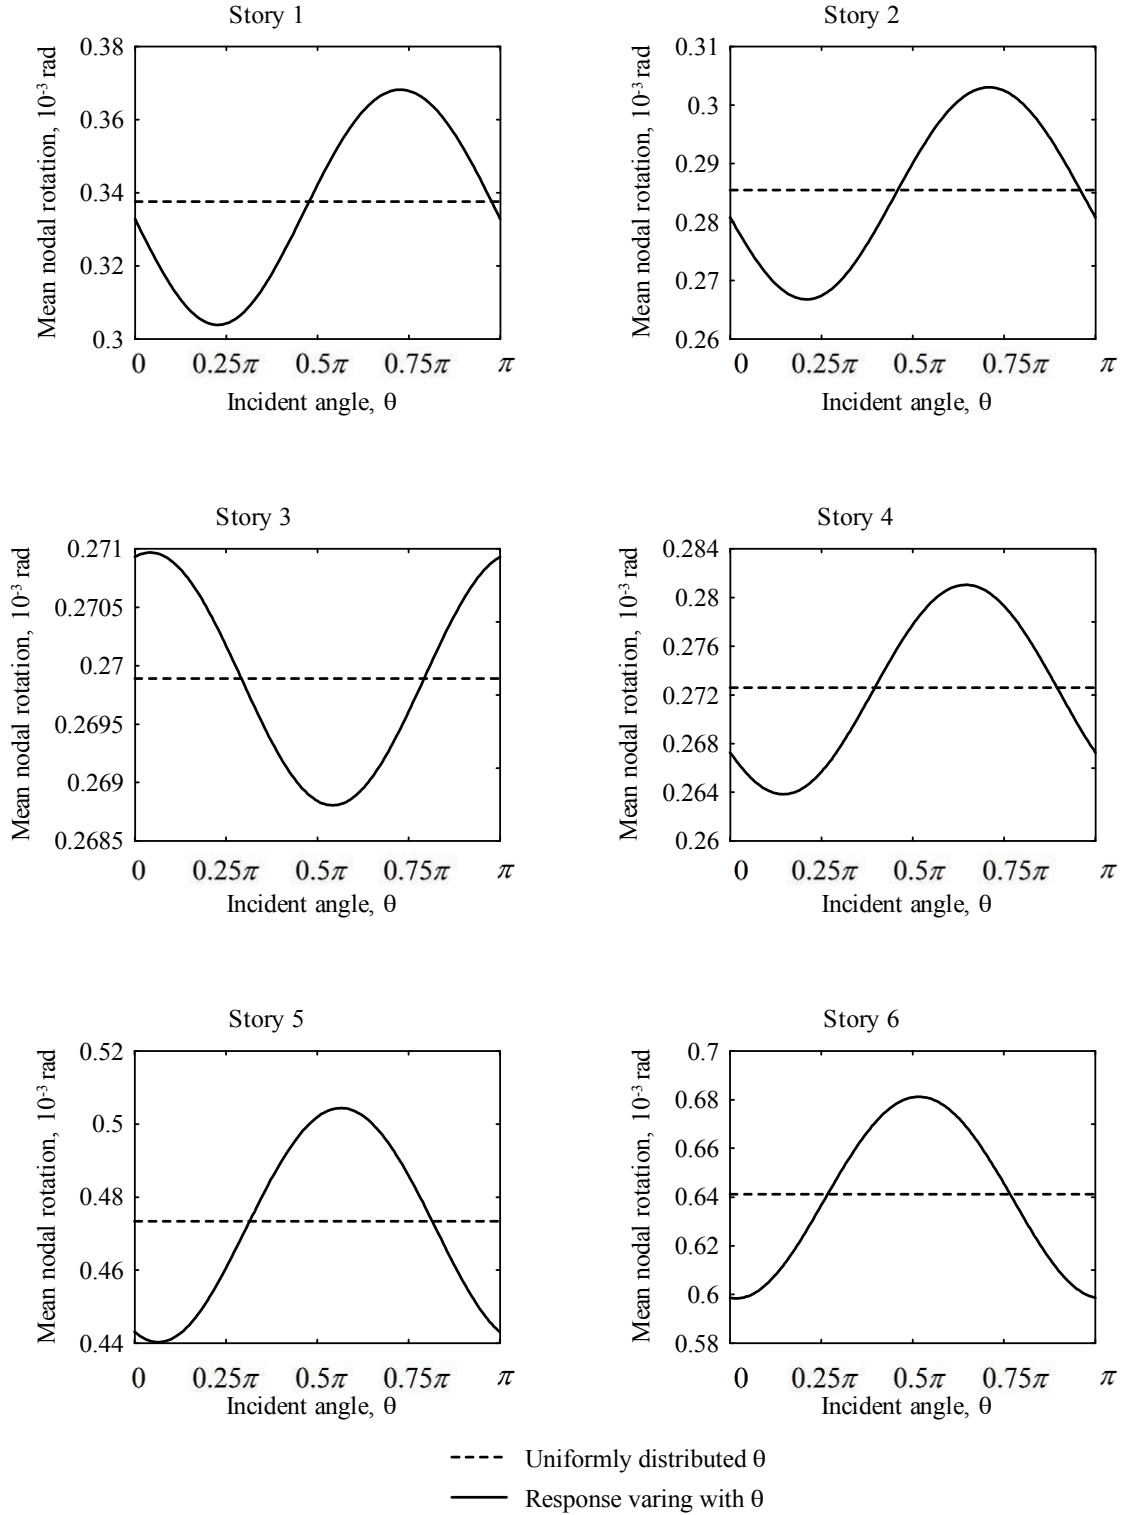 Story 1
Mean nodal rotation, 10⁻³ rad
0.38
0.36
0.34
0.32
0.3
0 0.25π 0.5π 0.75π π
Incident angle, θ
Story 2
Mean nodal rotation, 10⁻³ rad
0.31
0.3
0.29
0.28
0.27
0.26
0 0.25π 0.5π 0.75π π
Incident angle, θ
Story 3
Mean nodal rotation, 10⁻³ rad
0.271
0.2705
0.27
0.2695
0.269
0.2685
0 0.25π 0.5π 0.75π π
Incident angle, θ
Story 4
Mean nodal rotation, 10⁻³ rad
0.284
0.28
0.276
0.272
0.268
0.264
0.26
0 0.25π 0.5π 0.75π π
Incident angle, θ
Story 5
Mean nodal rotation, 10⁻³ rad
0.52
0.5
0.48
0.46
0.44
0 0.25π 0.5π 0.75π π
Incident angle, θ
Story 6
Mean nodal rotation, 10⁻³ rad
0.7
0.68
0.66
0.64
0.62
0.6
0.58
0 0.25π 0.5π 0.75π π
Incident angle, θ
Uniformly distributed θ
Response varing with θ